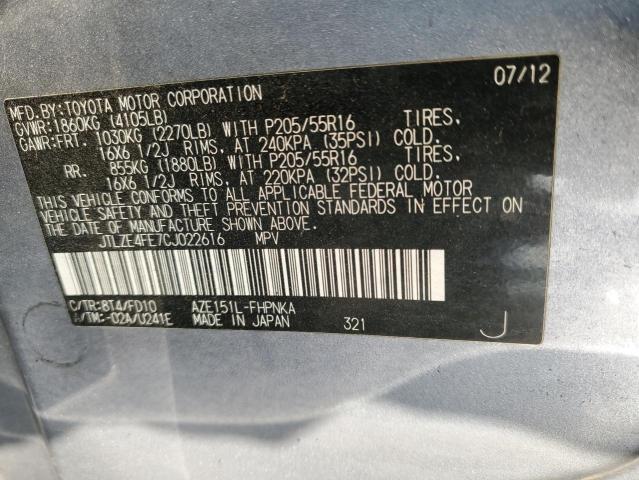 07/12
MFD.BY:TOYOTA MOTOR CORPORATION
GVWR:1860KG (4105LB)
GAWR:FRT. 1030KG (2270LB) WITH P205/55R16 TIRES,
16X6 1/2J RIMS, AT 240KPA (35PSI) COLD.
RR. 855KG (1880LB) WITH P205/55R16 TIRES,
16X6 1/2J RIMS, AT 220KPA (32PSI) COLD.
THIS VEHICLE CONFORMS TO ALL APPLICABLE FEDERAL MOTOR
VEHICLE SAFETY AND THEFT PREVENTION STANDARDS IN EFFECT ON
THE DATE OF MANUFACTURE SHOWN ABOVE.
JTLZE4FE7CJ022616 MPV
C/TR:8T4/FD10 AZE151L-FHPNKA
A/TM:-02A/U241E MADE IN JAPAN 321 J